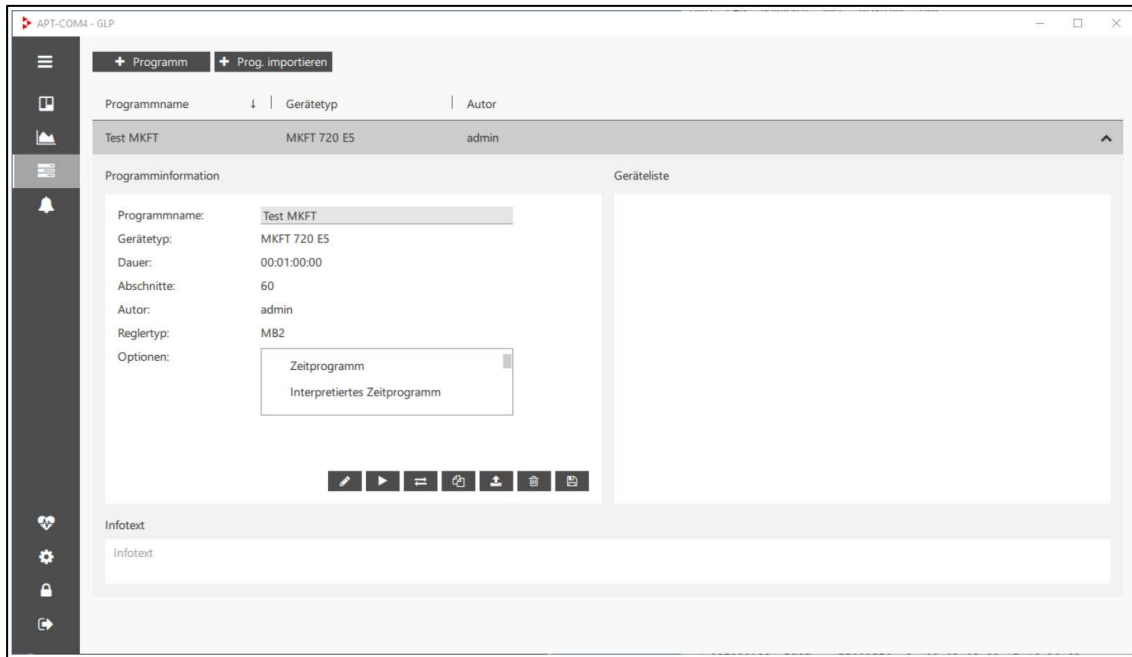 APT-COM4 - GLP
+ Programm + Prog. importieren
Programmname ↓ Gerätetyp Autor
Test MKFT MKFT 720 E5 admin
Programminformation Geräteliste
Programmname: Test MKFT
Gerätetyp: MKFT 720 E5
Dauer: 00:01:00:00
Abschnitte: 60
Autor: admin
Reglertyp: MB2
Optionen: Zeitprogramm
Interpretiertes Zeitprogramm
Infotext
Infotext